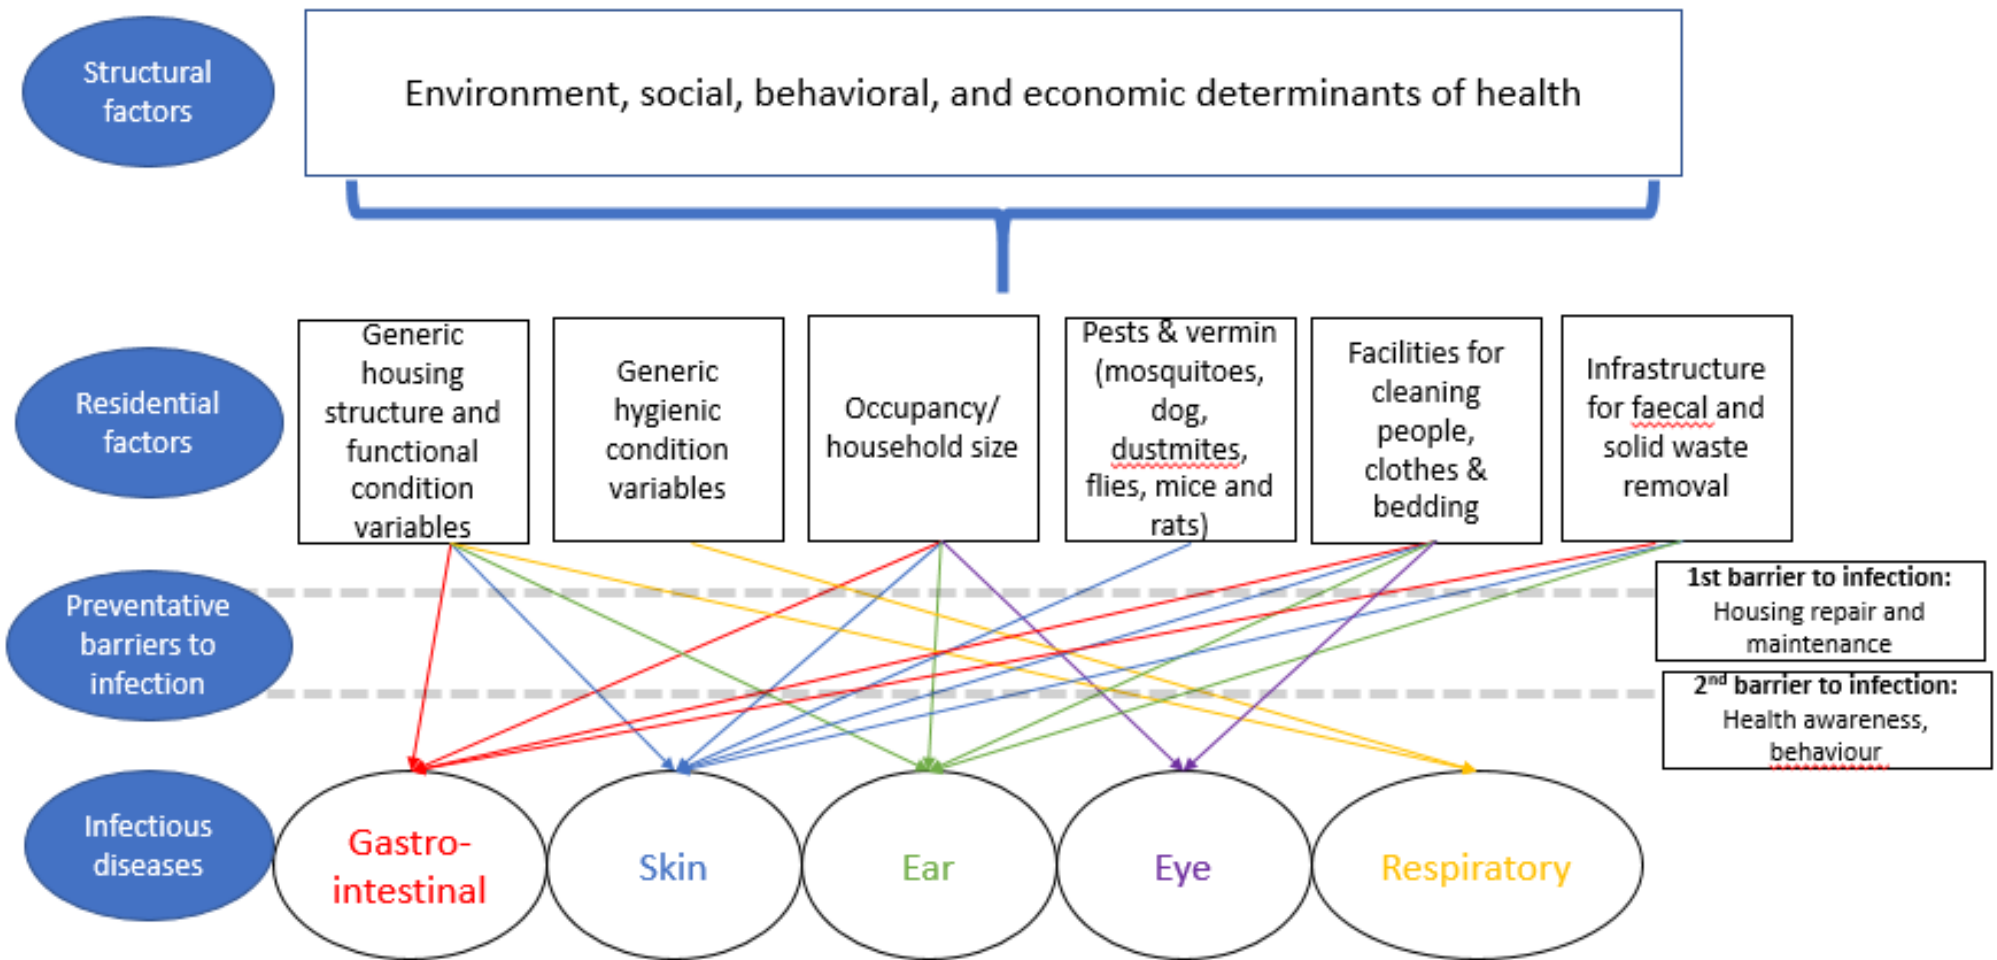 Structural
factors
Environment, social, behavioral, and economic determinants of health
Residential
factors
Generic
housing
structure and
functional
condition
variables
Generic
hygienic
condition
variables
Occupancy/
household size
Pests & vermin
(mosquitoes,
dog,
dustmites,
flies, mice and
rats)
Facilities for
cleaning
people,
clothes &
bedding
Infrastructure
for faecal and
solid waste
removal
Preventative
barriers to
infection
1st barrier to infection:
Housing repair and
maintenance
2nd barrier to infection:
Health awareness,
behaviour
Infectious
diseases
Gastro-
intestinal
Skin
Ear
Eye
Respiratory